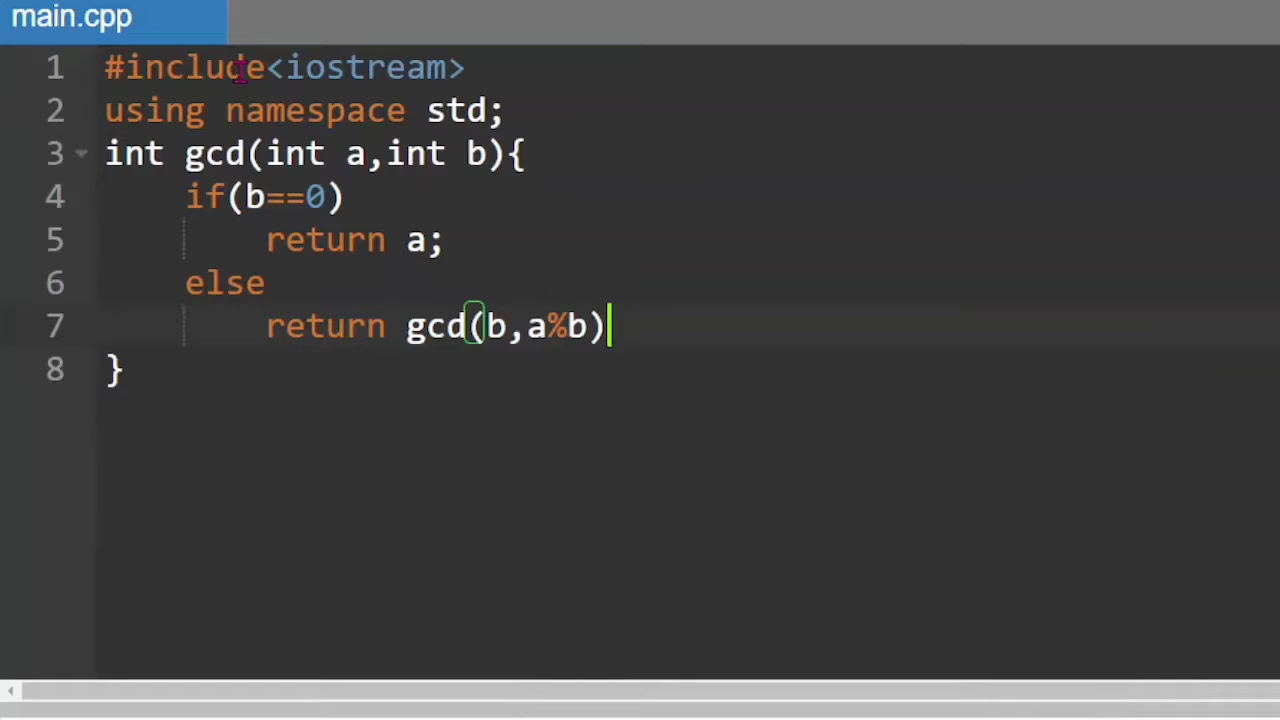 main.cpp
1 #include<iostream>
2 using namespace std;
3 int gcd(int a,int b){
4     if(b==0)
5         return a;
6     else
7         return gcd(b,a%b)
8 }